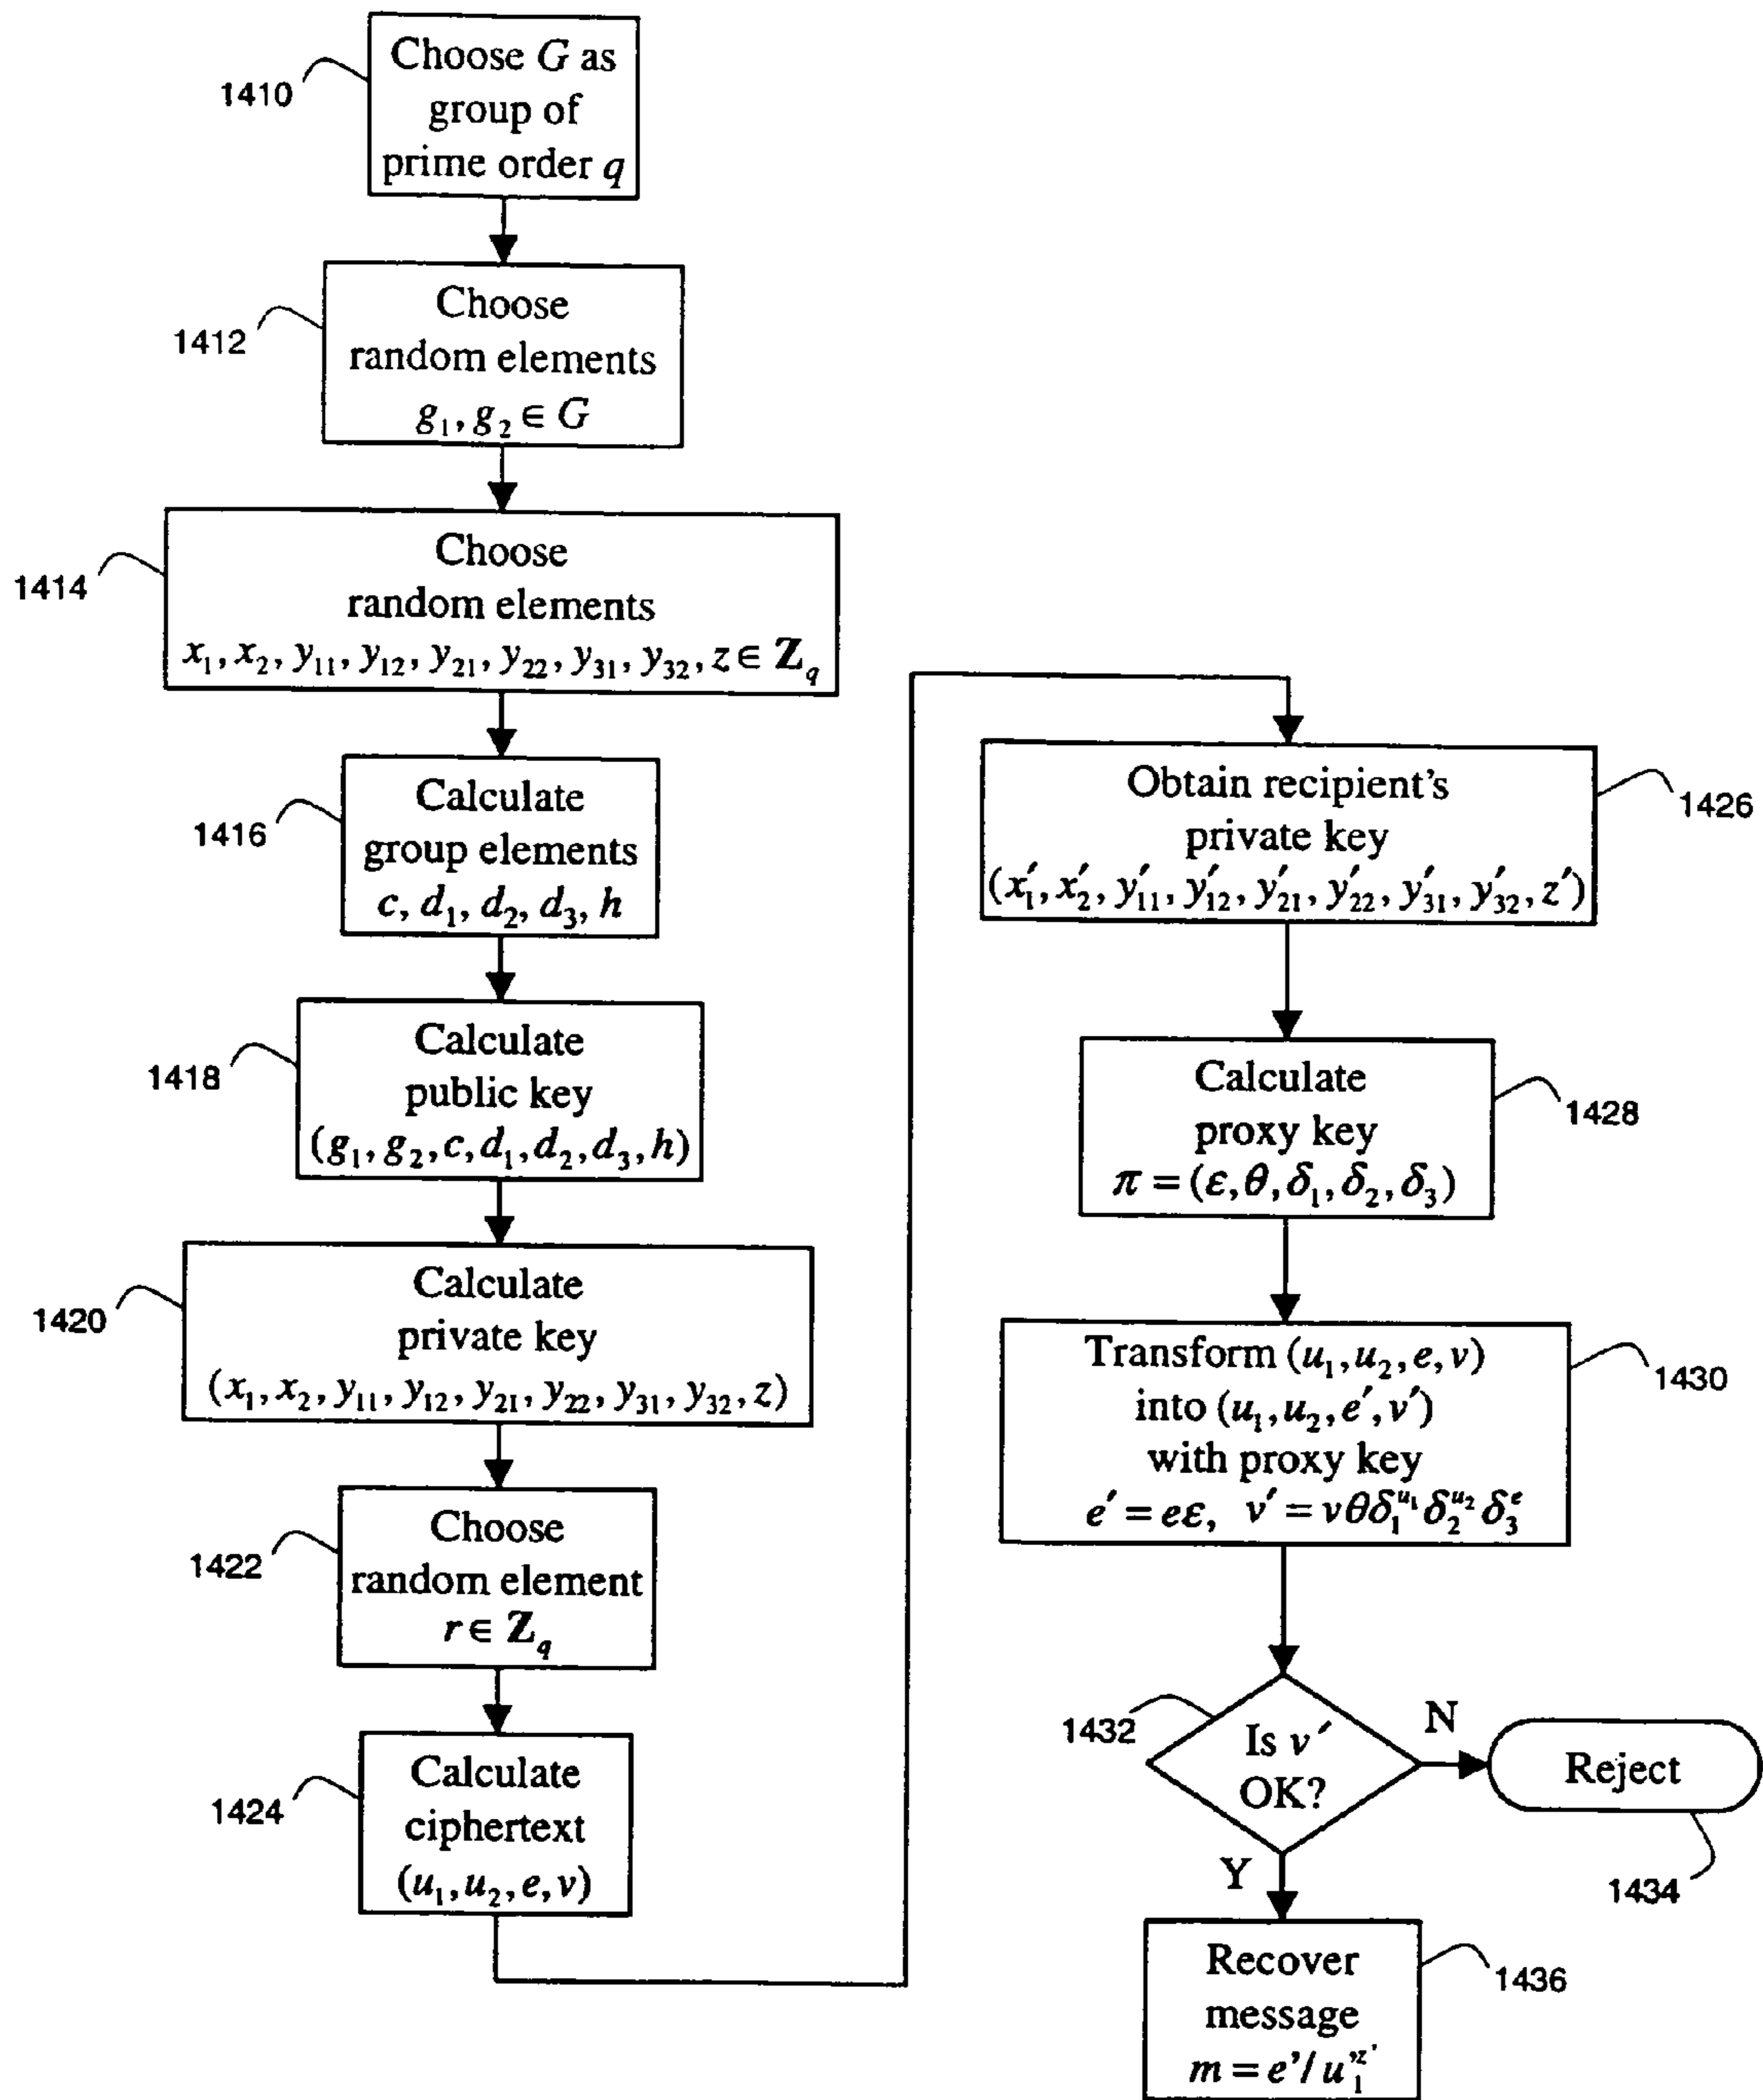 1410
Choose G as
group of
prime order q
1412
Choose
random elements
g₁, g₂ ∈ G
1414
Choose
random elements
x₁, x₂, y₁₁, y₁₂, y₂₁, y₂₂, y₃₁, y₃₂, z ∈ Z_q
1416
Calculate
group elements
c, d₁, d₂, d₃, h
1418
Calculate
public key
(g₁, g₂, c, d₁, d₂, d₃, h)
1420
Calculate
private key
(x₁, x₂, y₁₁, y₁₂, y₂₁, y₂₂, y₃₁, y₃₂, z)
1422
Choose
random element
r ∈ Z_q
1424
Calculate
ciphertext
(u₁, u₂, e, v)
1426
Obtain recipient's
private key
(x′₁, x′₂, y′₁₁, y′₁₂, y′₂₁, y′₂₂, y′₃₁, y′₃₂, z′)
1428
Calculate
proxy key
π = (ε, θ, δ₁, δ₂, δ₃)
1430
Transform (u₁, u₂, e, v)
into (u₁, u₂, e′, v′)
with proxy key
e′ = eε, v′ = vθδ₁^{u₁} δ₂^{u₂} δ₃^e
1432
Is v′
OK?
N
Reject
1434
Y
1436
Recover
message
m = e'/ u₁^{'z'}